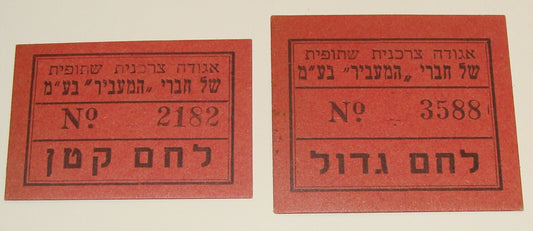 אגודה צרכנית שתופית
של חברי „המעביר" בע"מ
Nº 2182
לחם קטן
אגודה צרכנית שתופית
של חברי „המעביר" בע"מ
Nº 3588
לחם גדול